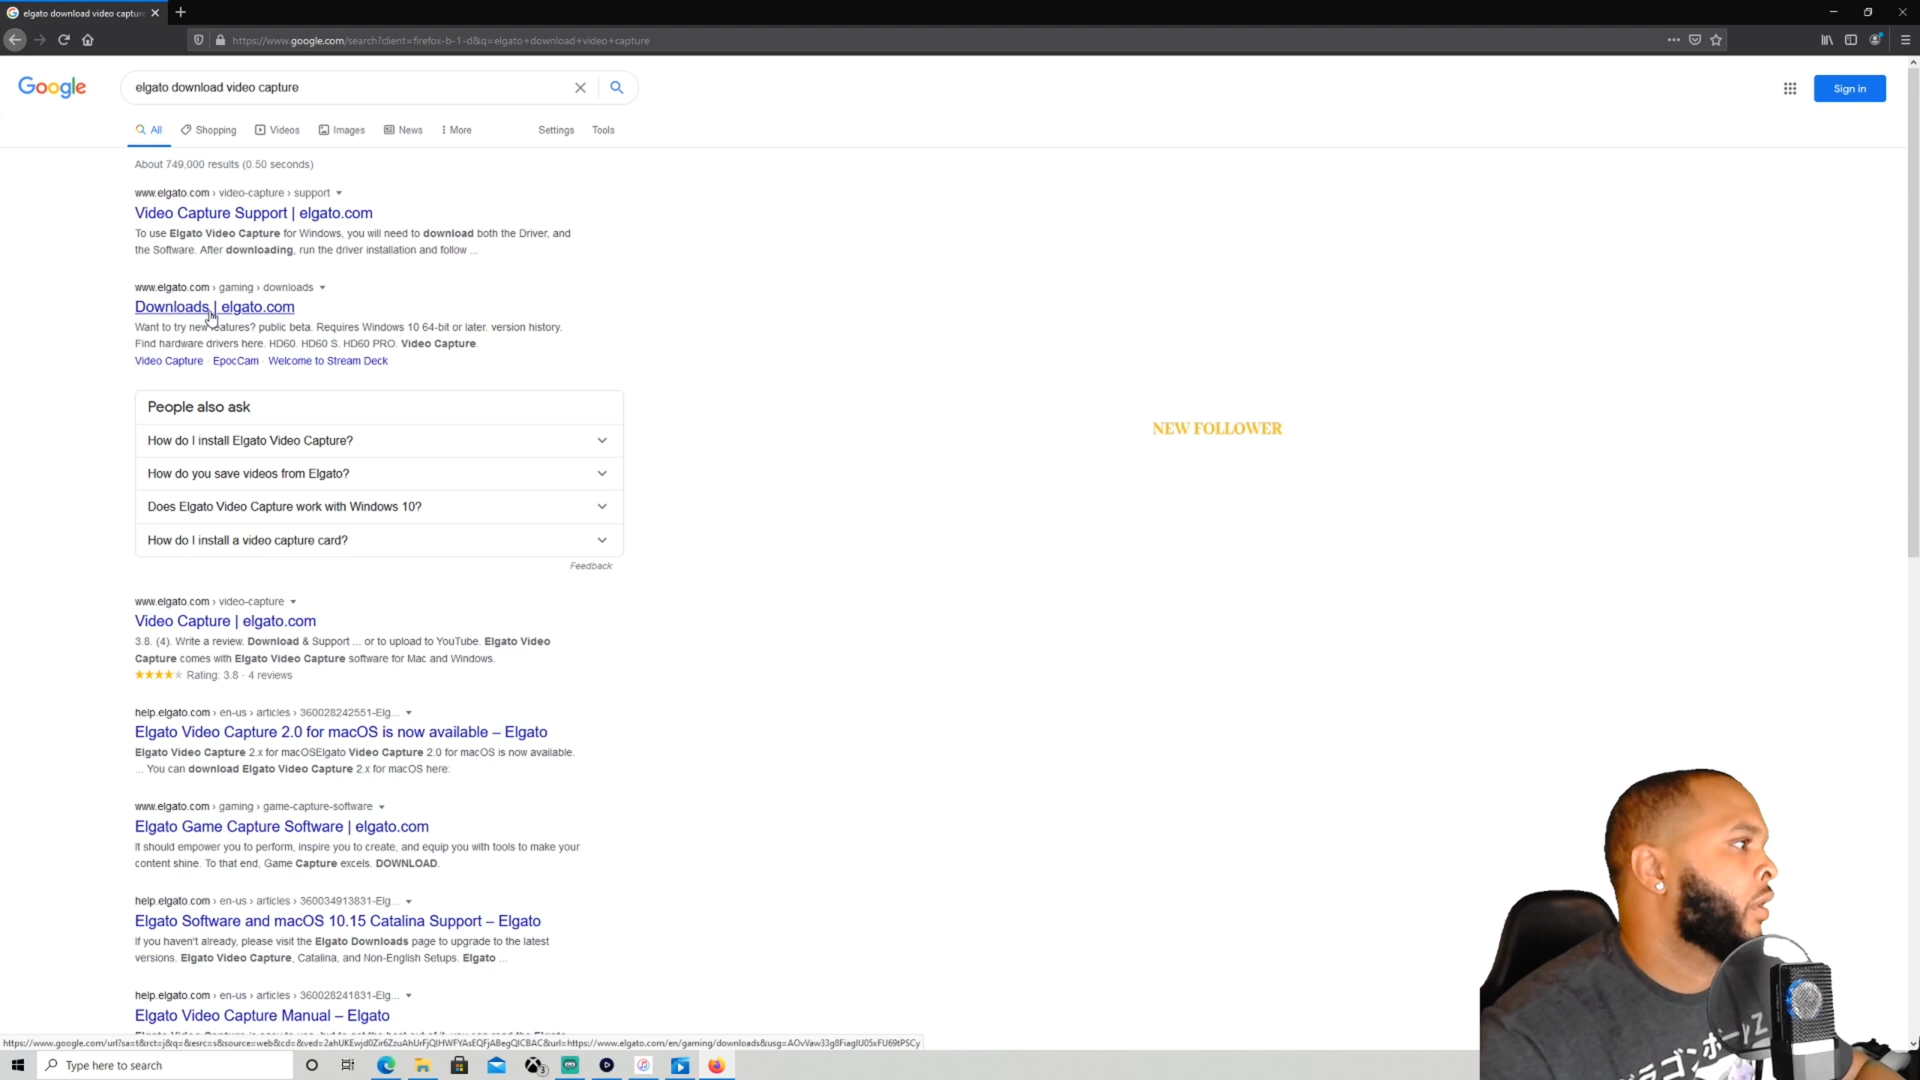 elgato download video capture
https://www.google.com/search?client=firefox-b-1-d&q=elgato+download+video+capture
Google
elgato download video capture
Sign in
All
Shopping
Videos
Images
News
More
Settings
Tools
About 749,000 results (0.50 seconds)
www.elgato.com › video-capture › support
Video Capture Support | elgato.com
To use Elgato Video Capture for Windows, you will need to download both the Driver, and
the Software. After downloading, run the driver installation and follow ...
www.elgato.com › gaming › downloads
Downloads | elgato.com
Want to try new features? public beta. Requires Windows 10 64-bit or later. version history.
Find hardware drivers here. HD60. HD60 S. HD60 PRO. Video Capture.
Video Capture · EpocCam · Welcome to Stream Deck
People also ask
How do I install Elgato Video Capture?
How do you save videos from Elgato?
Does Elgato Video Capture work with Windows 10?
How do I install a video capture card?
Feedback
NEW FOLLOWER
www.elgato.com › video-capture
Video Capture | elgato.com
3.8. (4). Write a review. Download & Support ... or to upload to YouTube. Elgato Video
Capture comes with Elgato Video Capture software for Mac and Windows.
Rating: 3.8 · 4 reviews
help.elgato.com › en-us › articles › 360028242551-Elg...
Elgato Video Capture 2.0 for macOS is now available – Elgato
Elgato Video Capture 2.x for macOSElgato Video Capture 2.0 for macOS is now available.
... You can download Elgato Video Capture 2.x for macOS here:
www.elgato.com › gaming › game-capture-software
Elgato Game Capture Software | elgato.com
It should empower you to perform, inspire you to create, and equip you with tools to make your
content shine. To that end, Game Capture excels. DOWNLOAD.
help.elgato.com › en-us › articles › 360034913831-Elg...
Elgato Software and macOS 10.15 Catalina Support – Elgato
If you haven't already, please visit the Elgato Downloads page to upgrade to the latest
versions. Elgato Video Capture, Catalina, and Non-English Setups. Elgato ...
help.elgato.com › en-us › articles › 360028241831-Elg...
Elgato Video Capture Manual – Elgato
ドラゴンボーZ
Type here to search